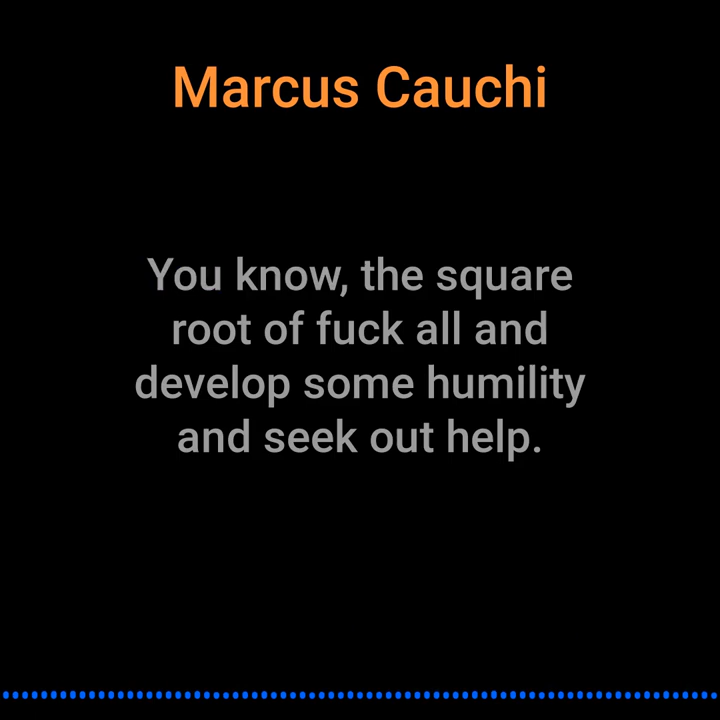 Marcus Cauchi
You know, the square
root of fuck all and
develop some humility
and seek out help.